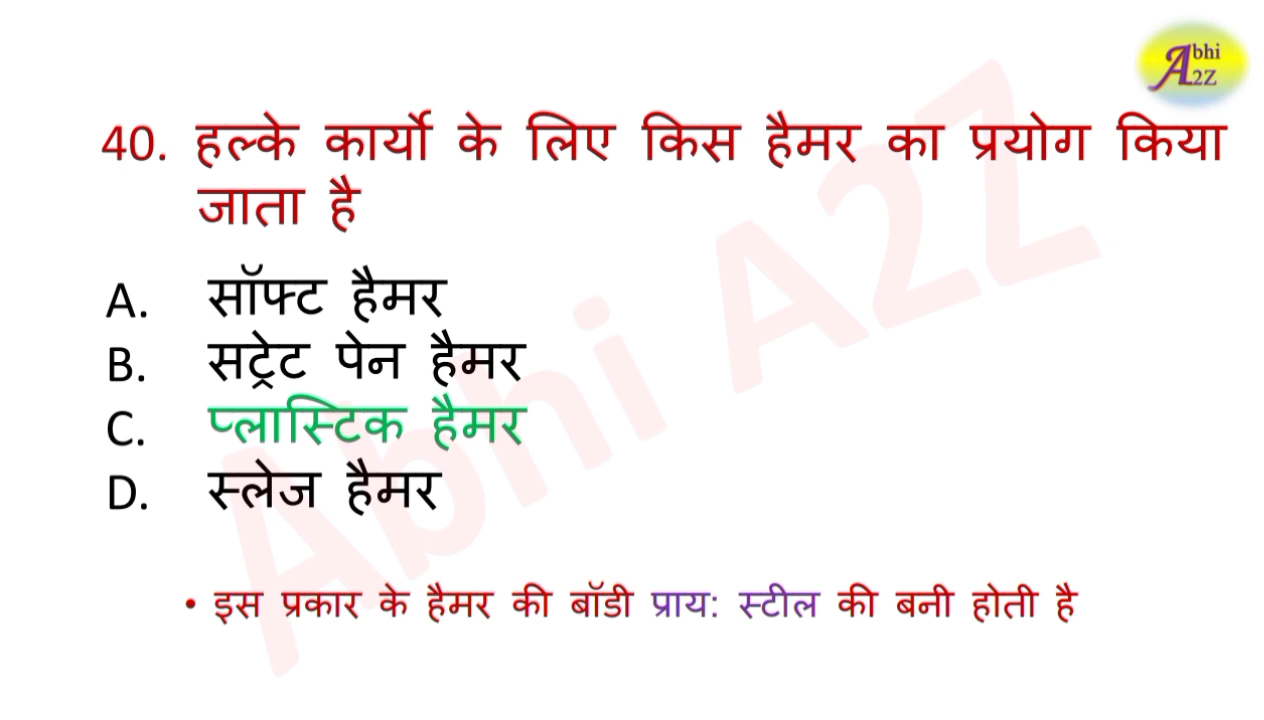 Abhi
A2Z
40. हल्के कार्यो के लिए किस हैमर का प्रयोग किया
जाता है
A. सॉफ्ट हैमर
B. सट्रेट पेन हैमर
C. प्लास्टिक हैमर
D. स्लेज हैमर
• इस प्रकार के हैमर की बॉडी प्राय: स्टील की बनी होती है
Abhi A2Z